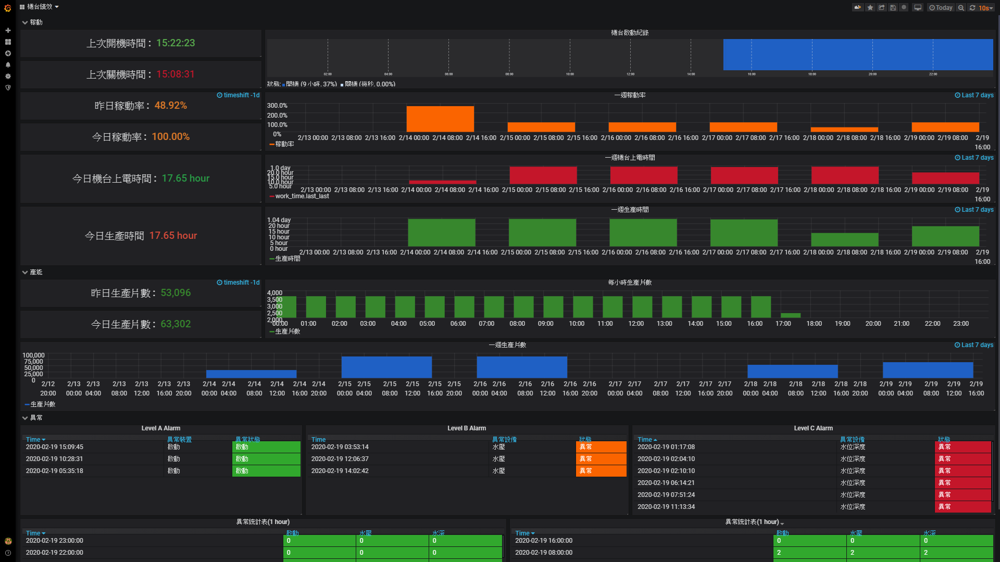 機台績效
Today
10s
稼動
上次開機時間： 15:22:23
機台啟動紀錄
02:00 04:00 06:00 08:00 10:00 12:00 14:00 16:00 18:00 20:00 22:00
狀態: 開機 (9 小時, 37%) 關機 (幾秒, 0.00%)
上次關機時間： 15:08:31
timeshift -1d
昨日稼動率： 48.92%
一週稼動率
Last 7 days
300.0%
200.0%
100.0%
0%
2/13 00:00 2/13 08:00 2/13 16:00 2/14 00:00 2/14 08:00 2/14 16:00 2/15 00:00 2/15 08:00 2/15 16:00 2/16 00:00 2/16 08:00 2/16 16:00 2/17 00:00 2/17 08:00 2/17 16:00 2/18 00:00 2/18 08:00 2/18 16:00 2/19 00:00 2/19 08:00 2/19
16:00
稼動率
今日稼動率： 100.00%
今日機台上電時間： 17.65 hour
一週機台上電時間
Last 7 days
1.0 day
20.0 hour
15.0 hour
10.0 hour
5.0 hour
2/13 00:00 2/13 08:00 2/13 16:00 2/14 00:00 2/14 08:00 2/14 16:00 2/15 00:00 2/15 08:00 2/15 16:00 2/16 00:00 2/16 08:00 2/16 16:00 2/17 00:00 2/17 08:00 2/17 16:00 2/18 00:00 2/18 08:00 2/18 16:00 2/19 00:00 2/19 08:00 2/19
16:00
work_time.last_last
今日生產時間 17.65 hour
一週生產時間
Last 7 days
1.04 day
20 hour
15 hour
10 hour
5 hour
0 hour
2/13 00:00 2/13 08:00 2/13 16:00 2/14 00:00 2/14 08:00 2/14 16:00 2/15 00:00 2/15 08:00 2/15 16:00 2/16 00:00 2/16 08:00 2/16 16:00 2/17 00:00 2/17 08:00 2/17 16:00 2/18 00:00 2/18 08:00 2/18 16:00 2/19 00:00 2/19 08:00 2/19
16:00
生產時間
產能
timeshift -1d
昨日生產片數： 53,096
今日生產片數： 63,302
每小時生產片數
4,000
3,500
3,000
2,500
2,000
00:00 01:00 02:00 03:00 04:00 05:00 06:00 07:00 08:00 09:00 10:00 11:00 12:00 13:00 14:00 15:00 16:00 17:00 18:00 19:00 20:00 21:00 22:00 23:00
生產片數
一週生產片數
Last 7 days
100,000
75,000
50,000
25,000
0
2/12 2/13 2/13 2/13 2/13 2/13 2/13 2/14 2/14 2/14 2/14 2/14 2/14 2/15 2/15 2/15 2/15 2/15 2/15 2/16 2/16 2/16 2/16 2/16 2/16 2/17 2/17 2/17 2/17 2/17 2/17 2/18 2/18 2/18 2/18 2/18 2/18 2/19 2/19 2/19 2/19 2/19
20:00 00:00 04:00 08:00 12:00 16:00 20:00 00:00 04:00 08:00 12:00 16:00 20:00 00:00 04:00 08:00 12:00 16:00 20:00 00:00 04:00 08:00 12:00 16:00 20:00 00:00 04:00 08:00 12:00 16:00 20:00 00:00 04:00 08:00 12:00 16:00 20:00 00:00 04:00 08:00 12:00 16:00
生產片數
異常
Level A Alarm
Time 異常裝置 異常狀態
2020-02-19 15:09:45 啟動 啟動
2020-02-19 10:28:31 啟動 啟動
2020-02-19 05:35:18 啟動 啟動
Level B Alarm
Time 異常設備 狀態
2020-02-19 03:53:14 水壓 異常
2020-02-19 12:06:37 水壓 異常
2020-02-19 14:02:42 水壓 異常
Level C Alarm
Time 異常設備 狀態
2020-02-19 01:17:08 水位深度 異常
2020-02-19 02:04:10 水位深度 異常
2020-02-19 02:10:10 水位深度 異常
2020-02-19 06:14:21 水位深度 異常
2020-02-19 07:51:24 水位深度 異常
2020-02-19 11:13:34 水位深度 異常
異常統計表(1 hour)
Time 啟動 水壓 水深
2020-02-19 23:00:00 0 0 0
2020-02-19 22:00:00 0 0 0
異常統計表(1 hour)
Time 啟動 水壓 水深
2020-02-19 16:00:00 0 0 0
2020-02-19 08:00:00 2 2 2